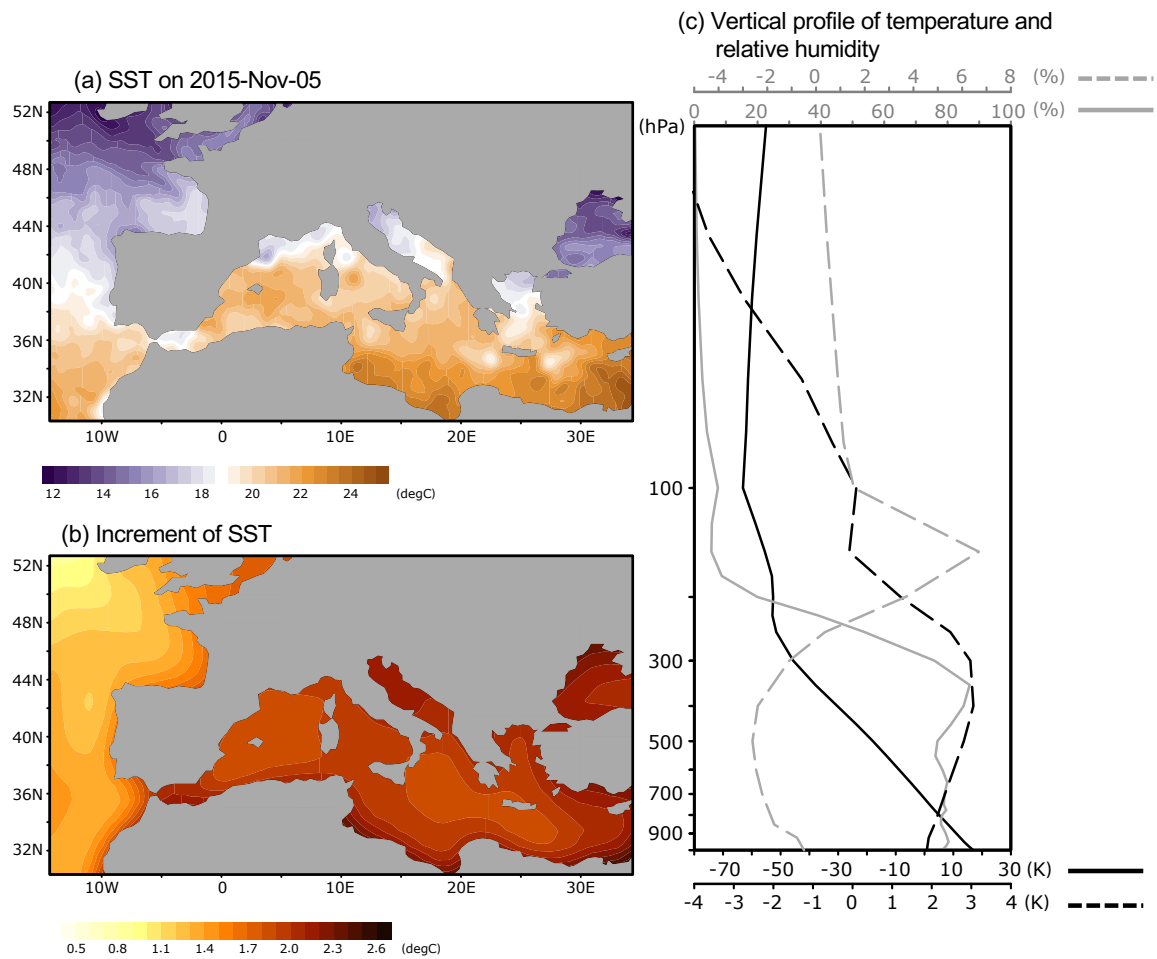 (a) SST on 2015-Nov-05
52N
48N
44N
40N
36N
32N
10W 0 10E 20E 30E
12 14 16 18 20 22 24 (degC)
(b) Increment of SST
52N
48N
44N
40N
36N
32N
10W 0 10E 20E 30E
0.5 0.8 1.1 1.4 1.7 2.0 2.3 2.6 (degC)
(c) Vertical profile of temperature and
relative humidity
-4 -2 0 2 4 6 8 (%)
0 20 40 60 80 100 (%)
(hPa)
100
300
500
700
900
-70 -50 -30 -10 10 30 (K)
-4 -3 -2 -1 0 1 2 3 4 (K)